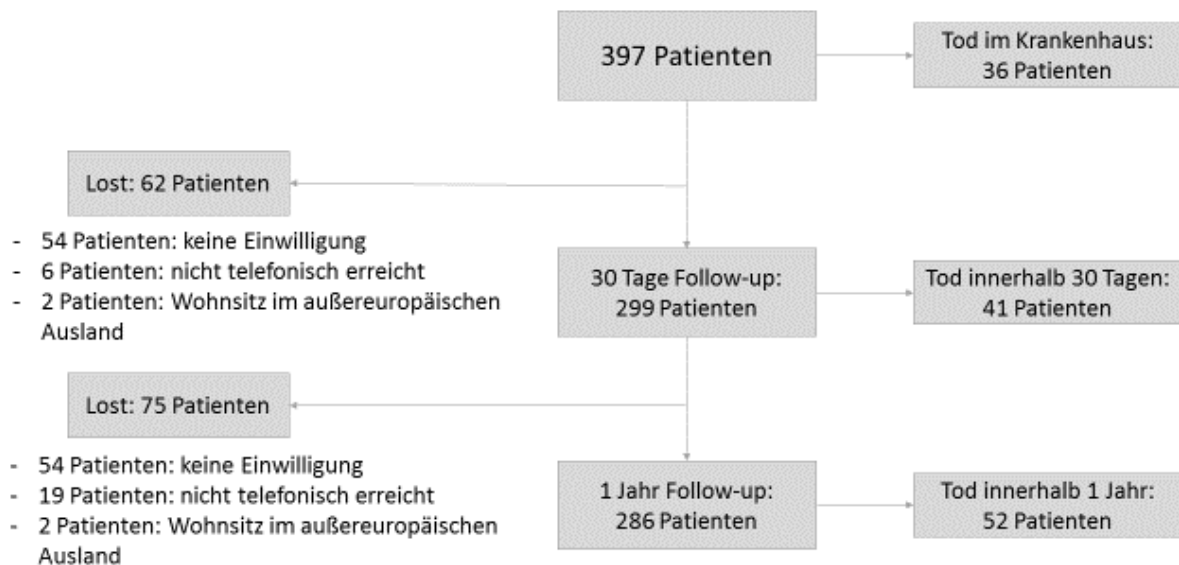 397 Patienten
Tod im Krankenhaus:
36 Patienten
Lost: 62 Patienten
- 54 Patienten: keine Einwilligung
- 6 Patienten: nicht telefonisch erreicht
- 2 Patienten: Wohnsitz im außereuropäischen
Ausland
30 Tage Follow-up:
299 Patienten
Tod innerhalb 30 Tagen:
41 Patienten
Lost: 75 Patienten
- 54 Patienten: keine Einwilligung
- 19 Patienten: nicht telefonisch erreicht
- 2 Patienten: Wohnsitz im außereuropäischen
Ausland
1 Jahr Follow-up:
286 Patienten
Tod innerhalb 1 Jahr:
52 Patienten